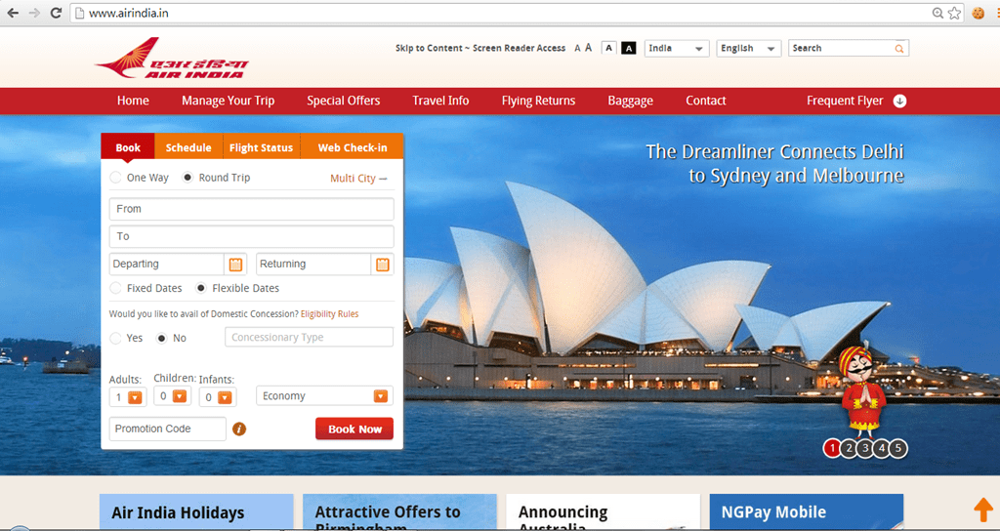 www.airindia.in
Skip to Content ~ Screen Reader Access A A A A India English Search
एअर इंडिया
AIR INDIA
Home Manage Your Trip Special Offers Travel Info Flying Returns Baggage Contact Frequent Flyer
Book Schedule Flight Status Web Check-in
One Way Round Trip Multi City
From
To
Departing Returning
Fixed Dates Flexible Dates
Would you like to avail of Domestic Concession? Eligibility Rules
Yes No Concessionary Type
Adults: Children: Infants:
1 0 0 Economy
Promotion Code i Book Now
The Dreamliner Connects Delhi
to Sydney and Melbourne
1 2 3 4 5
Air India Holidays
Attractive Offers to
Birmingham
Announcing
Australia
NGPay Mobile